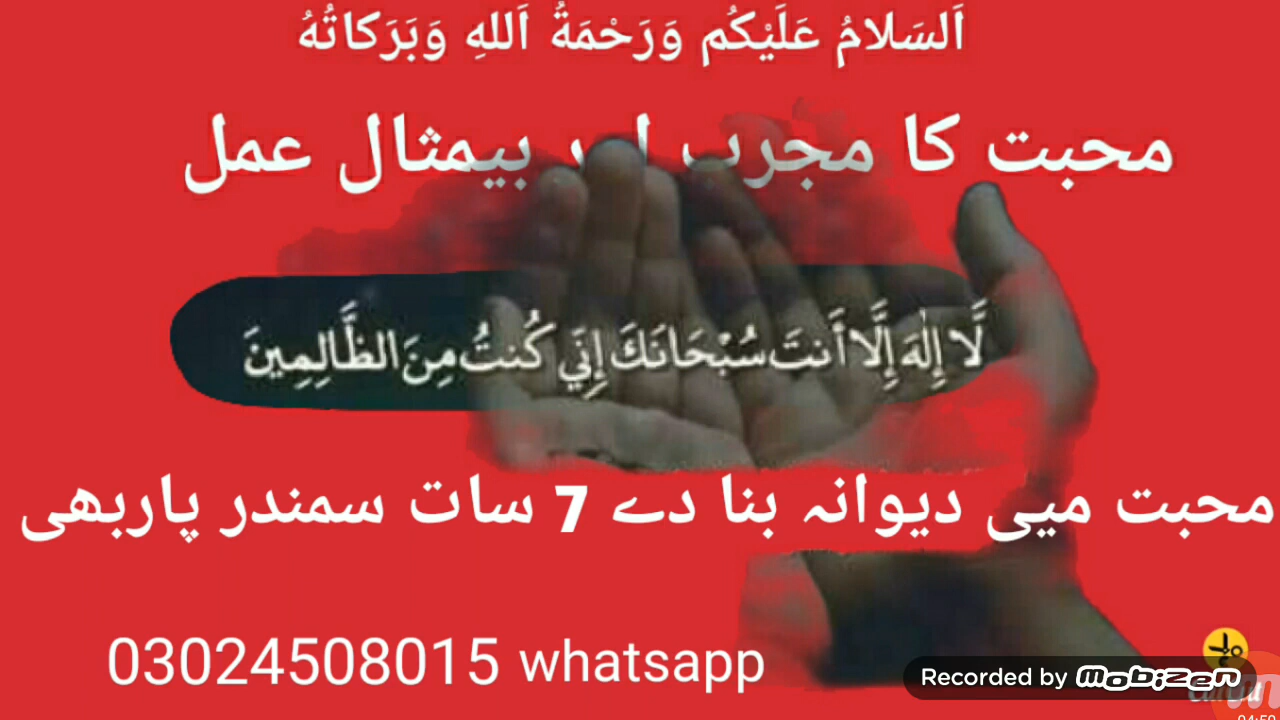 اَلسَلامُ عَلَيْكُم وَرَحْمَةُ اَللهِ وَبَرَكاتُهُ
محبت کا مجرب اور بیمثال عمل
لَّا إِلَٰهَ إِلَّا أَنتَ سُبْحَانَكَ إِنِّي كُنتُ مِنَ الظَّالِمِينَ
محبت میی دیوانہ بنا دے 7 سات سمندر پاربھی
03024508015 whatsapp
Recorded by Mobizen